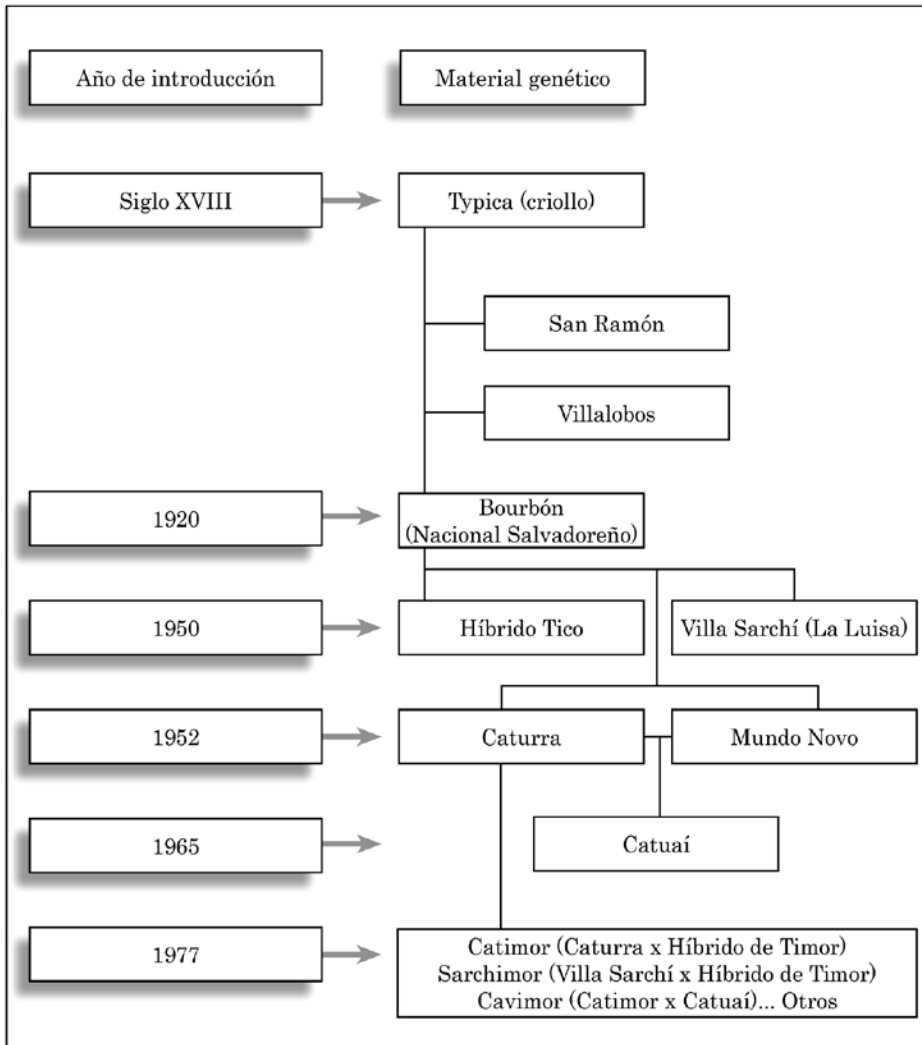 Año de introducción
Material genético
Siglo XVIII
Typica (criollo)
San Ramón
Villalobos
1920
Bourbón
(Nacional Salvadoreño)
1950
Híbrido Tico
Villa Sarchí (La Luisa)
1952
Caturra
Mundo Novo
1965
Catuaí
1977
Catimor (Caturra x Híbrido de Timor)
Sarchimor (Villa Sarchí x Híbrido de Timor)
Cavimor (Catimor x Catuaí)... Otros